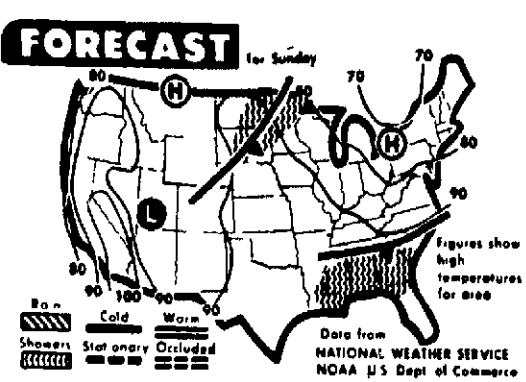 FORECAST
for Sunday
70
70
80
H
80
H
80
L
90
Figures show
high
temperatures
for area
80
90
100
90
90
Rain
Cold
Warm
Showers
Stationary
Occluded
Data from
NATIONAL WEATHER SERVICE
NOAA U S Dept of Commerce